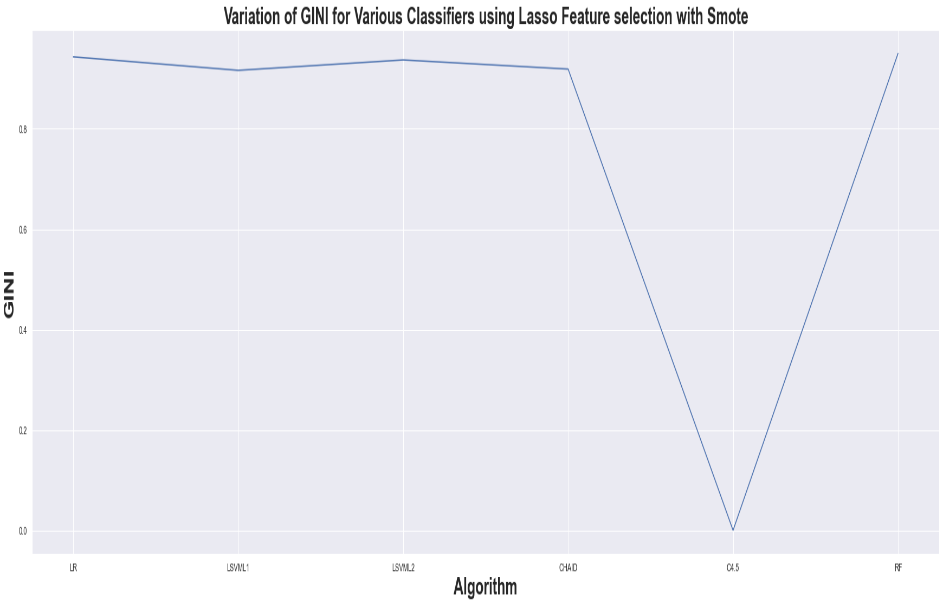 Variation of GINI for Various Classifiers using Lasso Feature selection with Smote
0.8
0.6
GINI
0.4
0.2
0.0
LR LSVML1 LSVML2 CHAID C4.5 RF
Algorithm